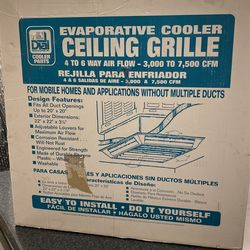 Dial
COOLER
PARTS
EVAPORATIVE COOLER
CEILING GRILLE
4 TO 6 WAY AIR FLOW – 3,000 TO 7,500 CFM
REJILLA PARA ENFRIADOR
4 A 6 SALIDAS DE AIRE - 3,000 A 7,500 CFM
FOR MOBILE HOMES AND APPLICATIONS WITHOUT MULTIPLE DUCTS
Design Features:
• Fits All Duct Openings
Up to 20" x 20"
• Exterior Dimensions:
22" x 22" x 3¾"
• Adjustable Louvers for
Maximum Air Flow
• Corrosion Resistant
Will Not Rust
• Engineered for Strength
• Made of Durable
Plastic – White
• Washable
PARA CASAS Y APLICACIONES SIN DUCTOS MÚLTIPLES
Características de Diseño:
EASY TO INSTALL • DO IT YOURSELF
FÁCIL DE INSTALAR • HÁGALO USTED MISMO